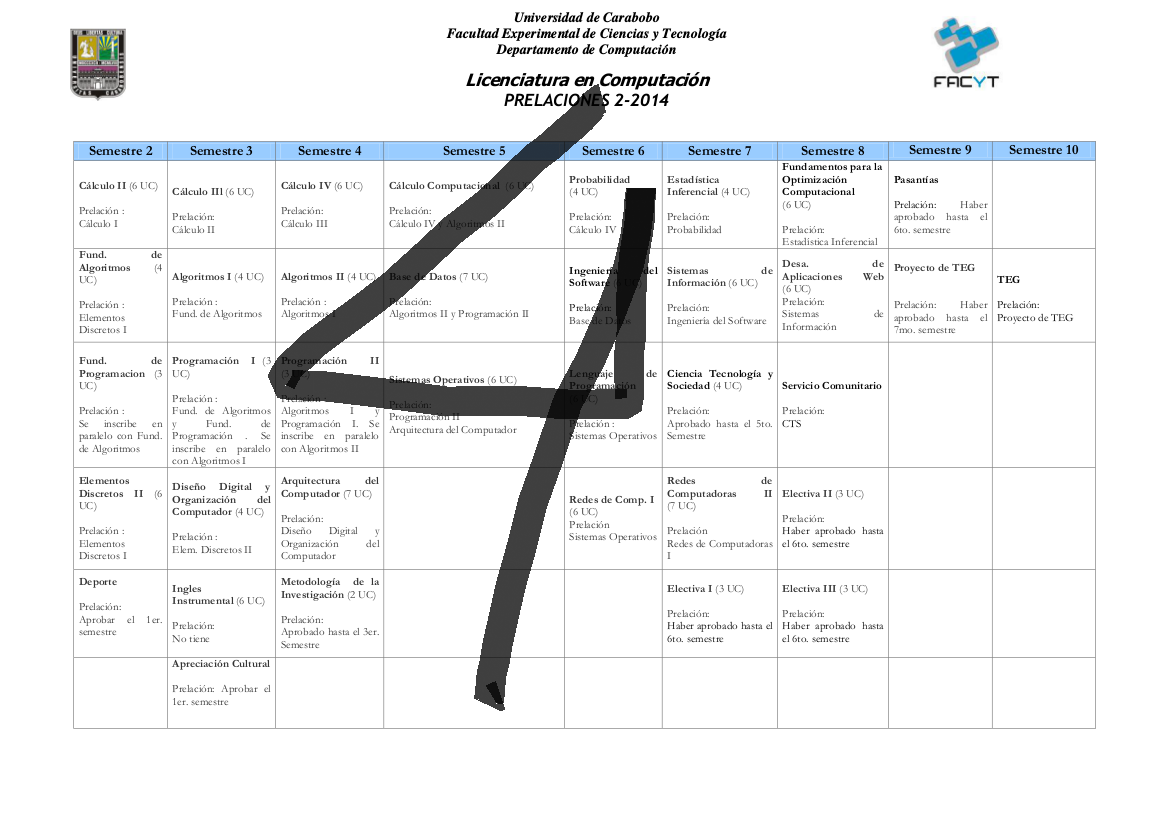 Universidad de Carabobo
Facultad Experimental de Ciencias y Tecnología
Departamento de Computación
Licenciatura en Computación
PRELACIONES 2-2014
FACYT
Semestre 2
Semestre 3
Semestre 4
Semestre 5
Semestre 6
Semestre 7
Semestre 8
Semestre 9
Semestre 10
Cálculo II (6 UC)
Prelación :
Cálculo I
Cálculo III (6 UC)
Prelación:
Cálculo II
Cálculo IV (6 UC)
Prelación:
Cálculo III
Cálculo Computacional (6 UC)
Prelación:
Cálculo IV y Algoritmos II
Probabilidad
(4 UC)
Prelación:
Cálculo IV
Estadística
Inferencial (4 UC)
Prelación:
Probabilidad
Fundamentos para la
Optimización
Computacional
(6 UC)
Prelación:
Estadística Inferencial
Pasantías
Prelación: Haber
aprobado hasta el
6to. semestre
Fund. de
Algoritmos (4
UC)
Prelación :
Elementos
Discretos I
Algoritmos I (4 UC)
Prelación :
Fund. de Algoritmos
Algoritmos II (4 UC)
Prelación :
Algoritmos I
Base de Datos (7 UC)
Prelación:
Algoritmos II y Programación II
Ingeniería del
Software
Prelación:
Base de Datos
Sistemas de
Información (6 UC)
Prelación:
Ingeniería del Software
Desa. de
Aplicaciones Web
(6 UC)
Prelación:
Sistemas de
Información
Proyecto de TEG
Prelación: Haber
aprobado hasta el
7mo. semestre
TEG
Prelación:
Proyecto de TEG
Fund. de
Programacion (3
UC)
Prelación :
Se inscribe en
paralelo con Fund.
de Algoritmos
Programación I (3
UC)
Prelación :
Fund. de Algoritmos
y Fund. de
Programación . Se
inscribe en paralelo
con Algoritmos I
Programación II
Prelación :
Algoritmos I y
Programación I. Se
inscribe en paralelo
con Algoritmos II
Sistemas Operativos (6 UC)
Prelación:
Programación II
Arquitectura del Computador
Lenguaje de
Programación
Prelación :
Sistemas Operativos
Ciencia Tecnología y
Sociedad (4 UC)
Prelación:
Aprobado hasta el 5to.
Semestre
Servicio Comunitario
Prelación:
CTS
Elementos
Discretos II (6
UC)
Prelación :
Elementos
Discretos I
Diseño Digital y
Organización del
Computador (4 UC)
Prelación :
Elem. Discretos II
Arquitectura del
Computador (7 UC)
Prelación:
Diseño Digital y
Organización del
Computador
Redes de Comp. I
(6 UC)
Prelación
Sistemas Operativos
Redes de
Computadoras II
(7 UC)
Prelación
Redes de Computadoras
I
Electiva II (3 UC)
Prelación:
Haber aprobado hasta
el 6to. semestre
Deporte
Prelación:
Aprobar el 1er.
semestre
Ingles
Instrumental (6 UC)
Prelación:
No tiene
Metodología de la
Investigación (2 UC)
Prelación:
Aprobado hasta el 3er.
Semestre
Electiva I (3 UC)
Prelación:
Haber aprobado hasta el
6to. semestre
Electiva III (3 UC)
Prelación:
Haber aprobado hasta
el 6to. semestre
Apreciación Cultural
Prelación: Aprobar el
1er. semestre